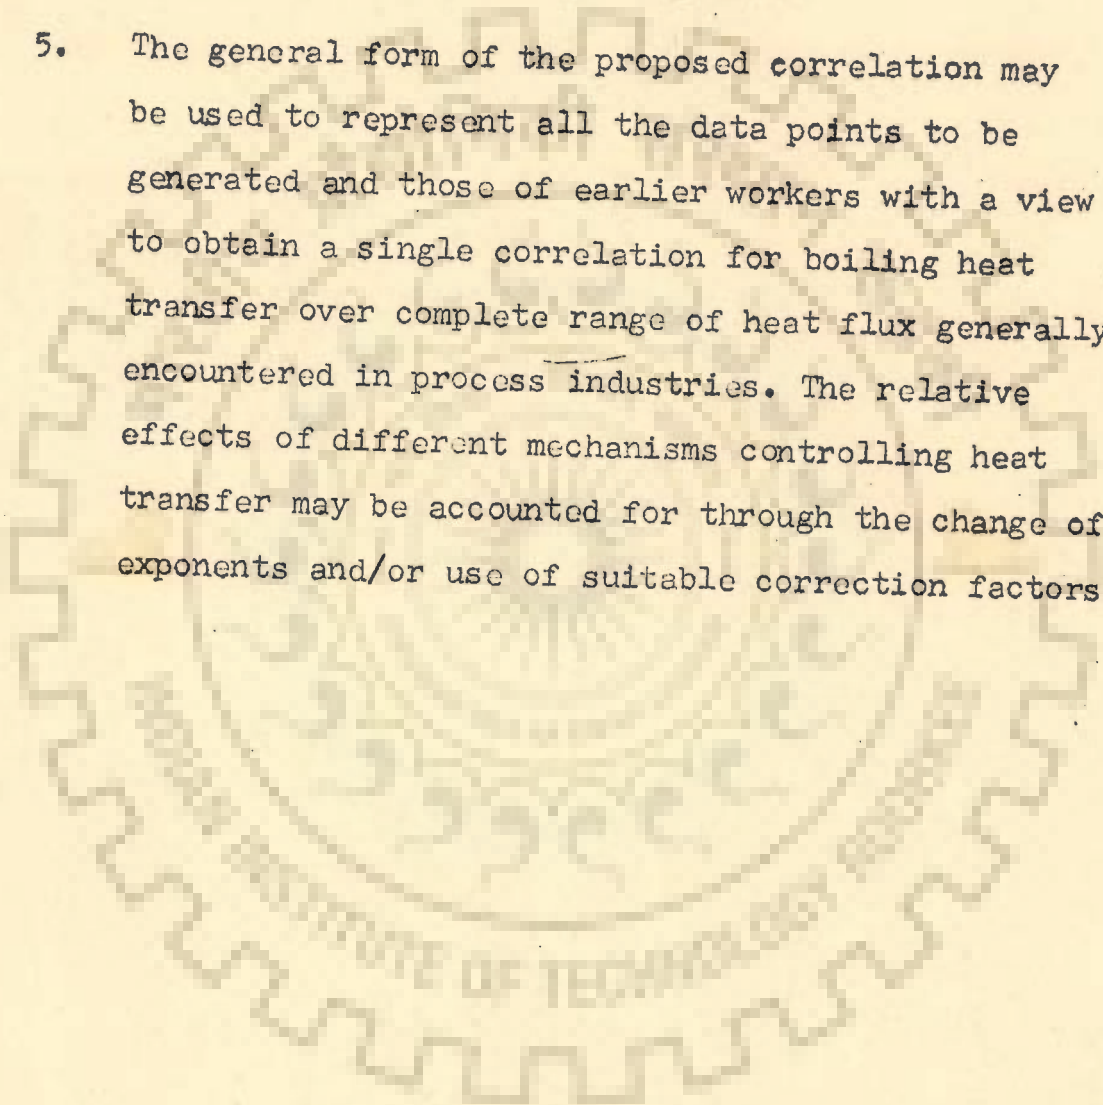 5. The general form of the proposed correlation may
be used to represent all the data points to be
generated and those of earlier workers with a view
to obtain a single correlation for boiling heat
transfer over complete range of heat flux generally
encountered in process industries. The relative
effects of different mechanisms controlling heat
transfer may be accounted for through the change of
exponents and/or use of suitable correction factors
INSTITUTE OF TECHNOLOGY